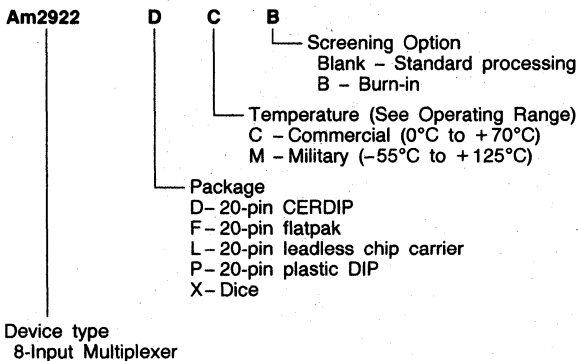 Am2922 D C B
Screening Option
Blank – Standard processing
B – Burn-in
Temperature (See Operating Range)
C – Commercial (0°C to +70°C)
M – Military (–55°C to +125°C)
Package
D– 20-pin CERDIP
F – 20-pin flatpak
L – 20-pin leadless chip carrier
P – 20-pin plastic DIP
X – Dice
Device type
8-Input Multiplexer